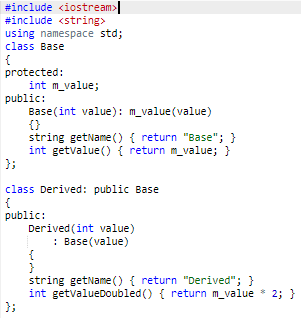 #include <iostream>
#include <string>
using namespace std;
class Base
{
protected:
    int m_value;
public:
    Base(int value): m_value(value)
    {}
    string getName() { return "Base"; }
    int getValue() { return m_value; }
};

class Derived: public Base
{
public:
    Derived(int value)
        : Base(value)
    {
    }
    string getName() { return "Derived"; }
    int getValueDoubled() { return m_value * 2; }
};